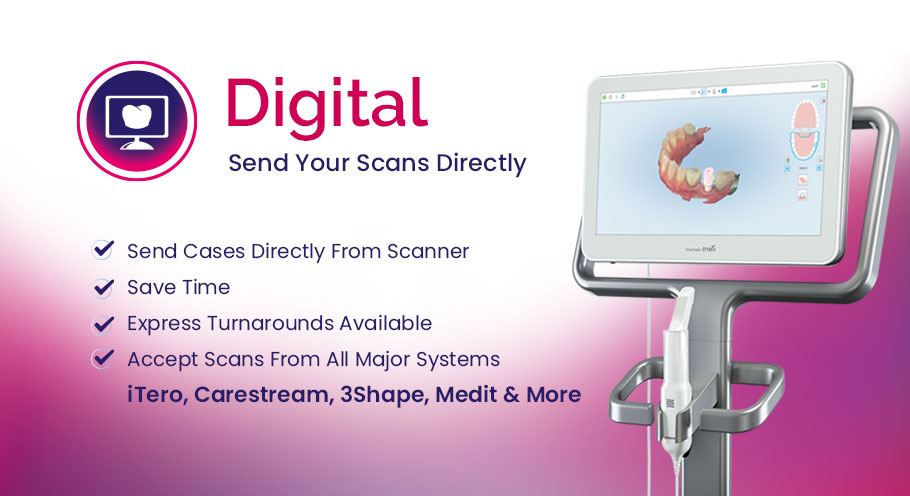 Digital
Send Your Scans Directly
Send Cases Directly From Scanner
Save Time
Express Turnarounds Available
Accept Scans From All Major Systems
iTero, Carestream, 3Shape, Medit & More